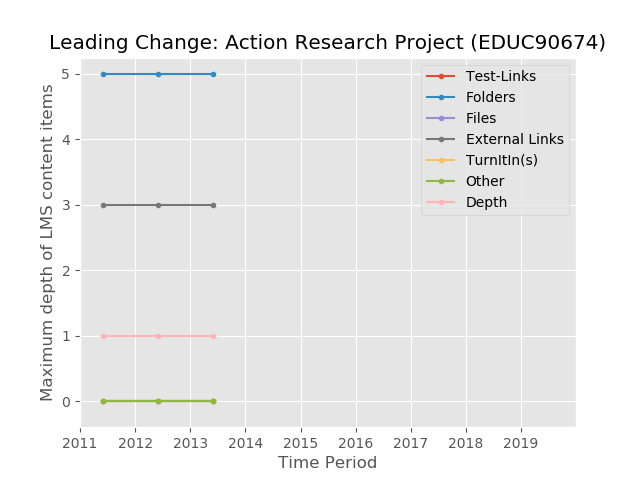 Leading Change: Action Research Project (EDUC90674)
Maximum depth of LMS content items
5
4
3
2
1
0
Test-Links
Folders
Files
External Links
TurnItIn(s)
Other
Depth
2011 2012 2013 2014 2015 2016 2017 2018 2019
Time Period